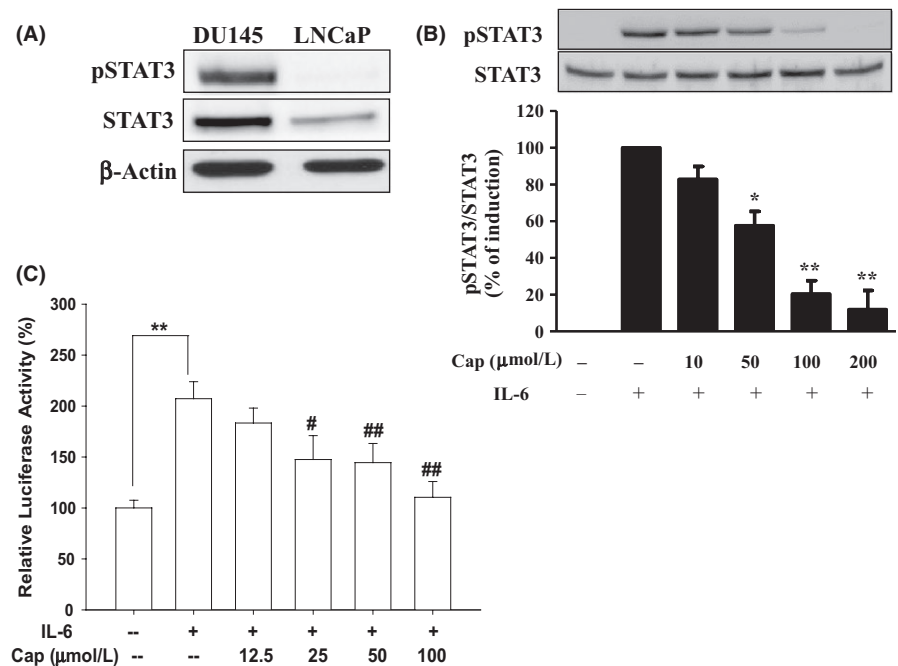 (A)
DU145 LNCaP
pSTAT3
STAT3
β-Actin
(B)
pSTAT3
STAT3
120
100
80
60
40
20
0
pSTAT3/STAT3
(% of induction)
*
**
**
Cap (μmol/L) – – 10 50 100 200
IL-6 – + + + + +
(C)
300
250
200
150
100
50
0
Relative Luciferase Activity (%)
**
#
##
##
IL-6 -- + + + + +
Cap (μmol/L) -- -- 12.5 25 50 100